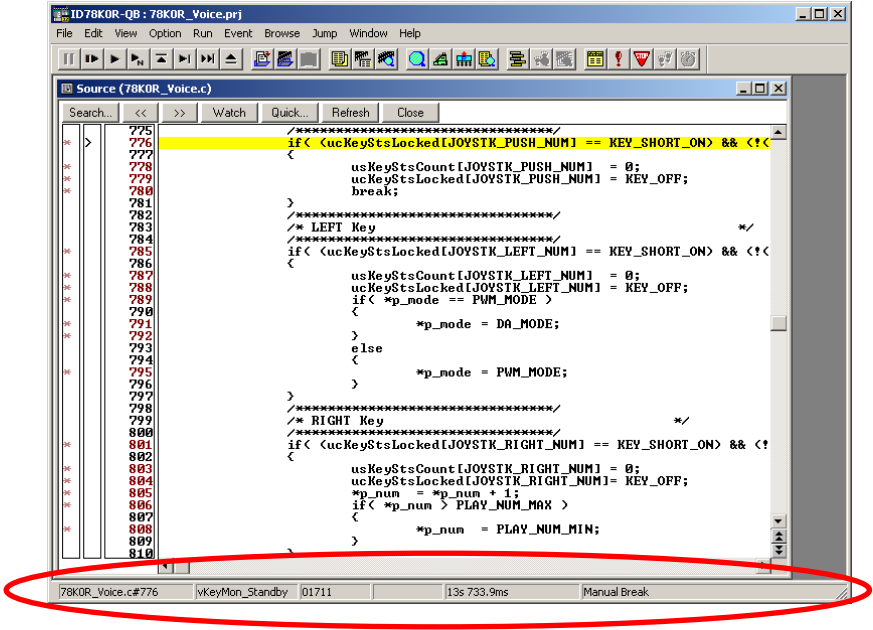 ID78K0R-QB : 78K0R_Voice.prj
File Edit View Option Run Event Browse Jump Window Help
Source (78K0R_Voice.c)
Search... << >> Watch Quick... Refresh Close
775 /********************************/
* > 776 if( (ucKeyStsLocked[JOYSTK_PUSH_NUM] == KEY_SHORT_ON) && (!(
777 {
* 778 usKeyStsCount[JOYSTK_PUSH_NUM] = 0;
* 779 ucKeyStsLocked[JOYSTK_PUSH_NUM] = KEY_OFF;
* 780 break;
781 }
782 /********************************/
783 /* LEFT Key */
784 /********************************/
* 785 if( (ucKeyStsLocked[JOYSTK_LEFT_NUM] == KEY_SHORT_ON) && (!(
786 {
* 787 usKeyStsCount[JOYSTK_LEFT_NUM] = 0;
* 788 ucKeyStsLocked[JOYSTK_LEFT_NUM] = KEY_OFF;
* 789 if( *p_mode == PWM_MODE )
790 {
* 791 *p_mode = DA_MODE;
* 792 }
793 else
794 {
* 795 *p_mode = PWM_MODE;
796 }
797 }
798 /********************************/
799 /* RIGHT Key */
800 /********************************/
* 801 if( (ucKeyStsLocked[JOYSTK_RIGHT_NUM] == KEY_SHORT_ON) && (!
802 {
* 803 usKeyStsCount[JOYSTK_RIGHT_NUM] = 0;
* 804 ucKeyStsLocked[JOYSTK_RIGHT_NUM]= KEY_OFF;
* 805 *p_num = *p_num + 1;
* 806 if( *p_num > PLAY_NUM_MAX )
807 {
* 808 *p_num = PLAY_NUM_MIN;
809 }
810 }
78K0R_Voice.c#776 vKeyMon_Standby 01711 13s 733.9ms Manual Break